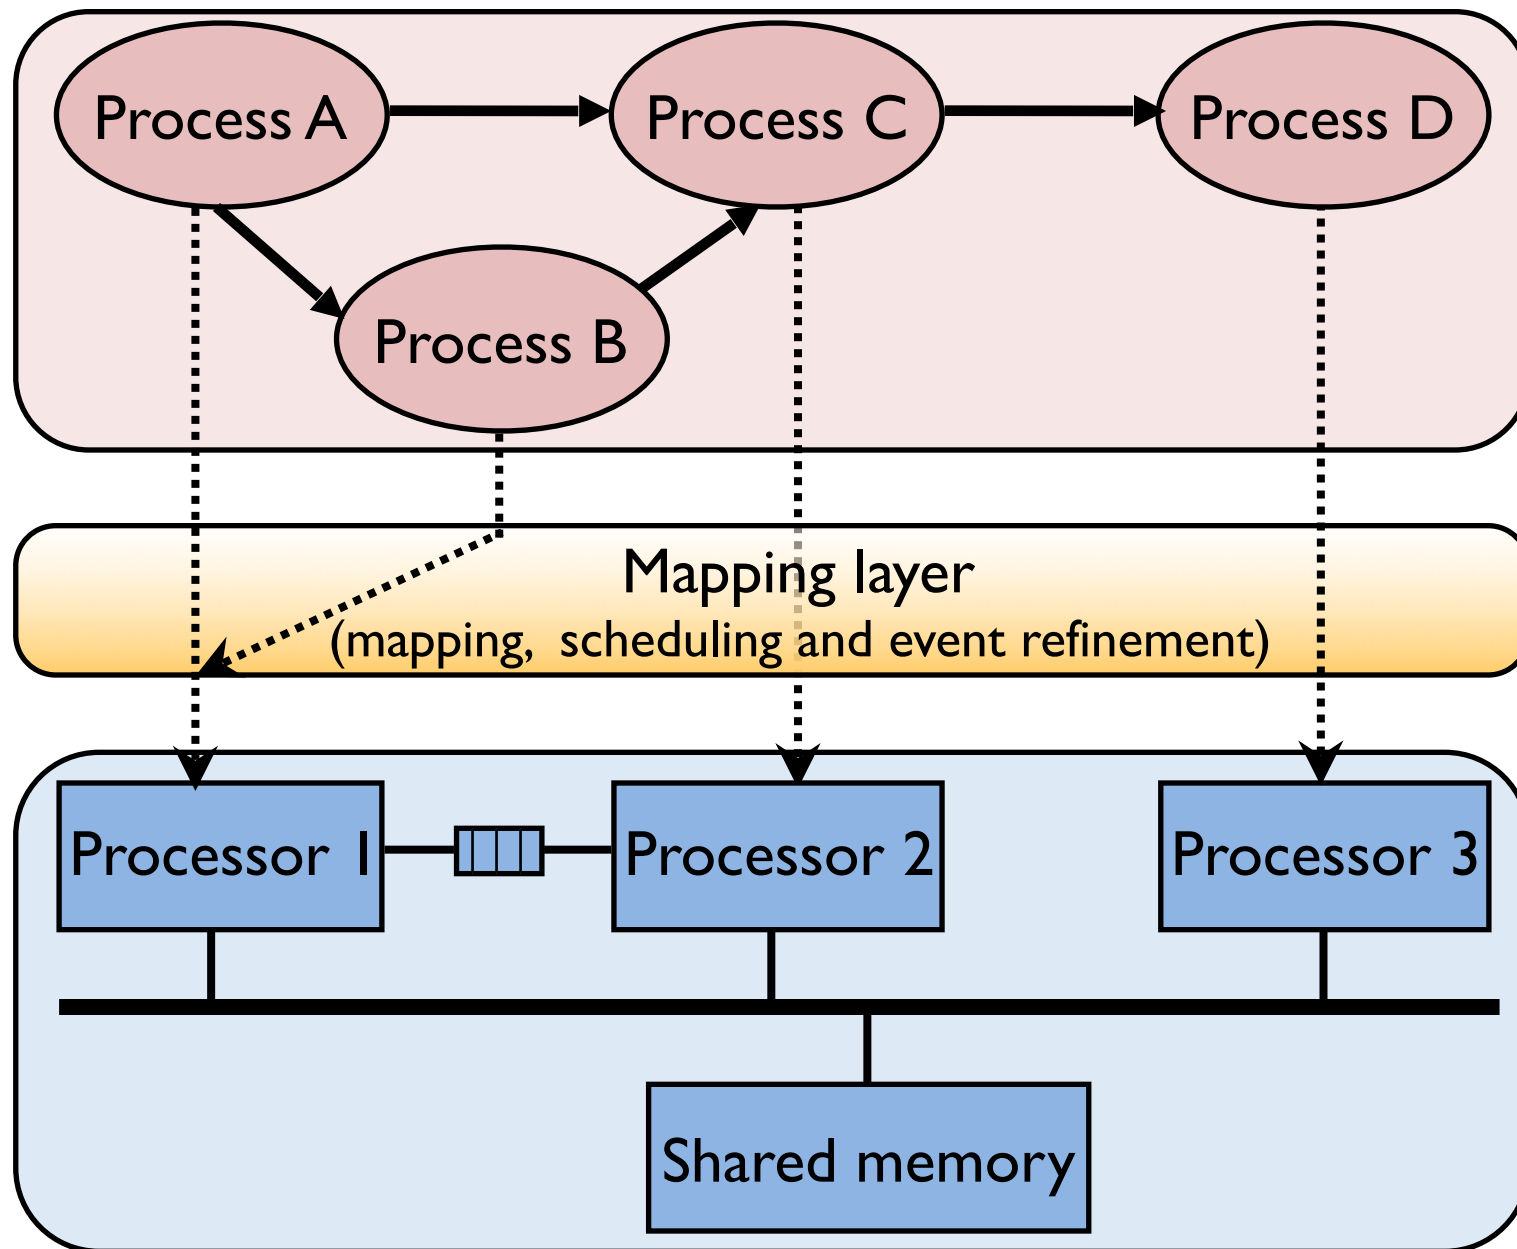 Process A
Process C
Process D
Process B
Mapping layer
(mapping, scheduling and event refinement)
Processor 1
Processor 2
Processor 3
Shared memory